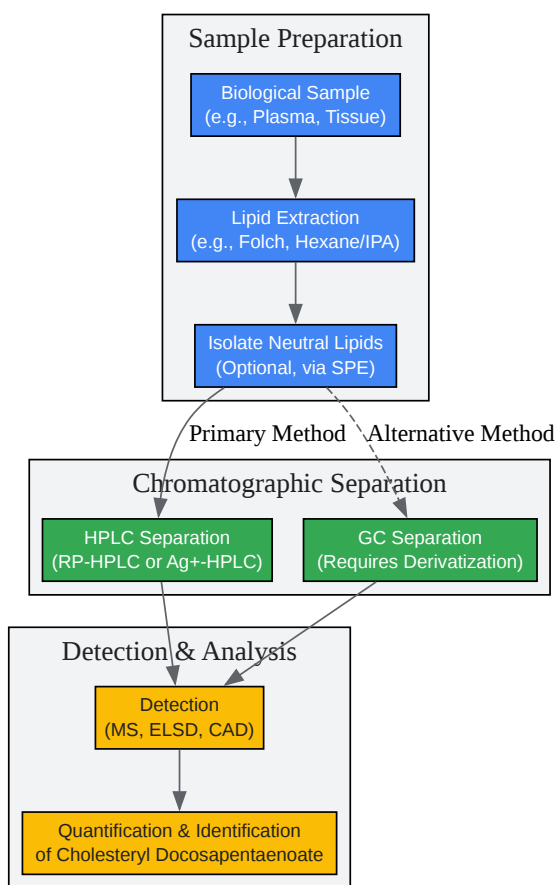 Sample Preparation
Biological Sample
(e.g., Plasma, Tissue)
Lipid Extraction
(e.g., Folch, Hexane/IPA)
Isolate Neutral Lipids
(Optional, via SPE)
Primary Method
Alternative Method
Chromatographic Separation
HPLC Separation
(RP-HPLC or Ag+-HPLC)
GC Separation
(Requires Derivatization)
Detection & Analysis
Detection
(MS, ELSD, CAD)
Quantification & Identification
of Cholesteryl Docosapentaenoate